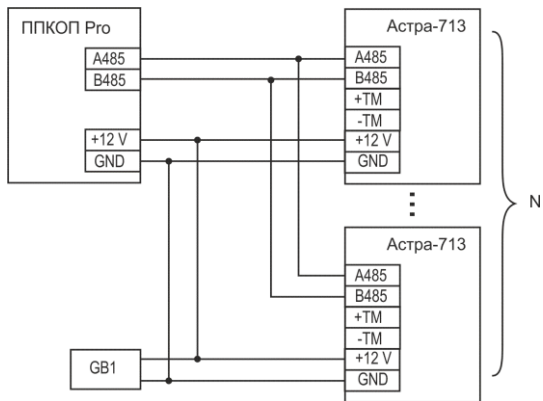 ППКОП Pro
A485
B485
+12 V
GND
Астра-713
A485
B485
+TM
-TM
+12 V
GND
N
Астра-713
A485
B485
+TM
-TM
+12 V
GND
GB1